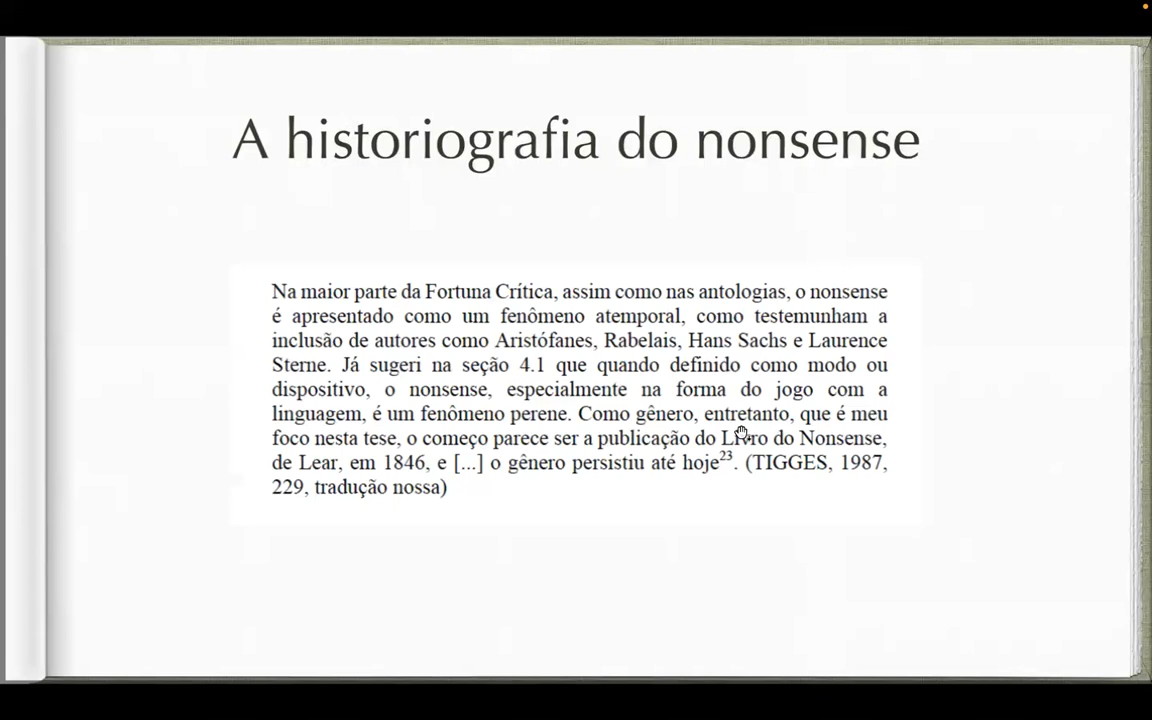 A historiografia do nonsense
Na maior parte da Fortuna Crítica, assim como nas antologias, o nonsense
é apresentado como um fenômeno atemporal, como testemunham a
inclusão de autores como Aristófanes, Rabelais, Hans Sachs e Laurence
Sterne. Já sugeri na seção 4.1 que quando definido como modo ou
dispositivo, o nonsense, especialmente na forma do jogo com a
linguagem, é um fenômeno perene. Como gênero, entretanto, que é meu
foco nesta tese, o começo parece ser a publicação do Livro do Nonsense,
de Lear, em 1846, e [...] o gênero persistiu até hoje²³. (TIGGES, 1987,
229, tradução nossa)